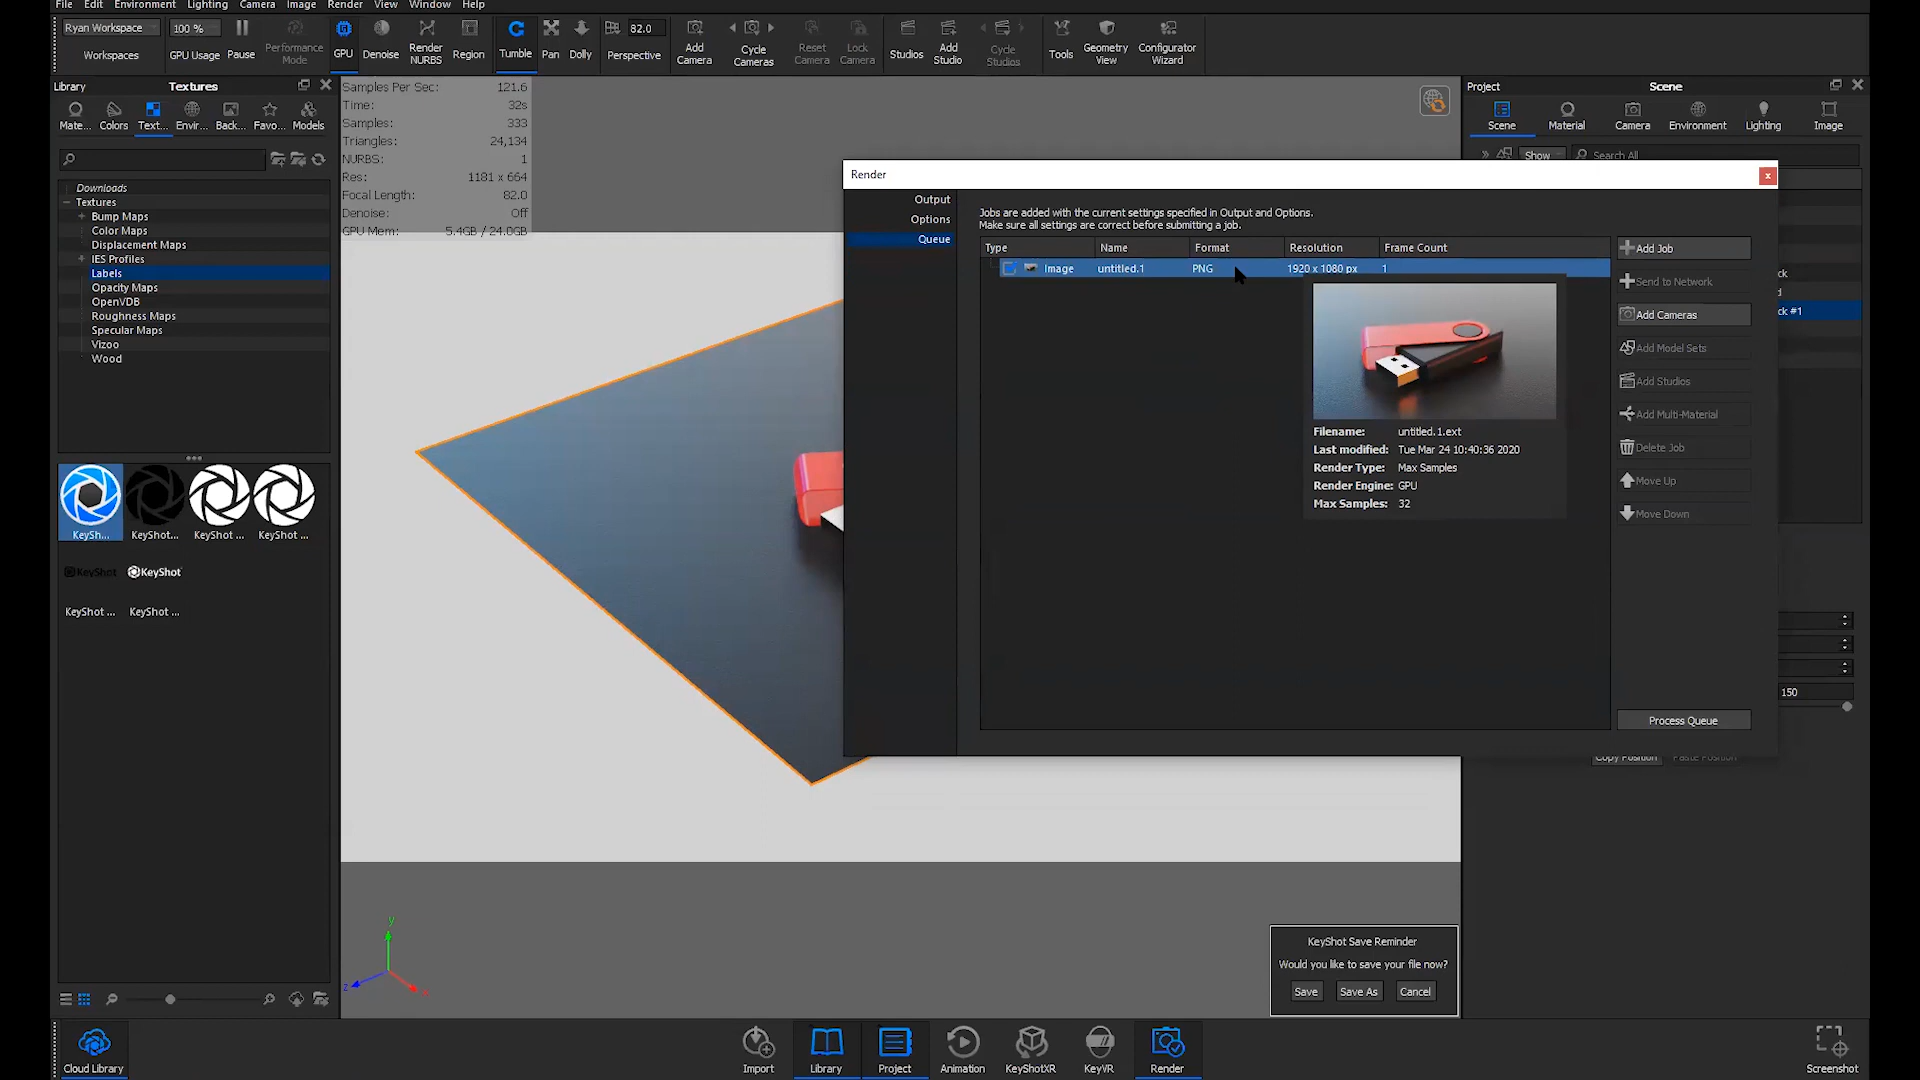 File Edit Environment Lighting Camera Image Render View Window Help
Ryan Workspace 100 % 82.0
Workspaces GPU Usage Pause Performance Mode GPU Denoise Render NURBS Region Tumble Pan Dolly Perspective Add Camera Cycle Cameras Reset Camera Lock Camera Studios Add Studio Cycle Studios Tools Geometry View Configurator Wizard
Library Textures
Mate... Colors Text... Envir... Back... Favo... Models
Downloads
Textures
Bump Maps
Color Maps
Displacement Maps
IES Profiles
Labels
Opacity Maps
OpenVDB
Roughness Maps
Specular Maps
Vizoo
Wood
KeySh... KeyShot... KeyShot ... KeyShot ...
KeyShot KeyShot
KeyShot ... KeyShot ...
Samples Per Sec: 121.6
Time: 32s
Samples: 333
Triangles: 24,134
NURBS: 1
Res: 1181 x 664
Focal Length: 82.0
Denoise: Off
GPU Mem: 5.4GB / 24.0GB
Project Scene
Scene Material Camera Environment Lighting Image
Show Search All
ck
d
ck #1
150
Copy Position Paste Position
Render
x
Output
Options
Queue
Jobs are added with the current settings specified in Output and Options.
Make sure all settings are correct before submitting a job.
Type Name Format Resolution Frame Count
Image untitled.1 PNG 1920 x 1080 px 1
Filename: untitled.1.ext
Last modified: Tue Mar 24 10:40:36 2020
Render Type: Max Samples
Render Engine: GPU
Max Samples: 32
Add Job
Send to Network
Add Cameras
Add Model Sets
Add Studios
Add Multi-Material
Delete Job
Move Up
Move Down
Process Queue
y
z
x
KeyShot Save Reminder
Would you like to save your file now?
Save Save As Cancel
Cloud Library Import Library Project Animation KeyShotXR KeyVR Render Screenshot